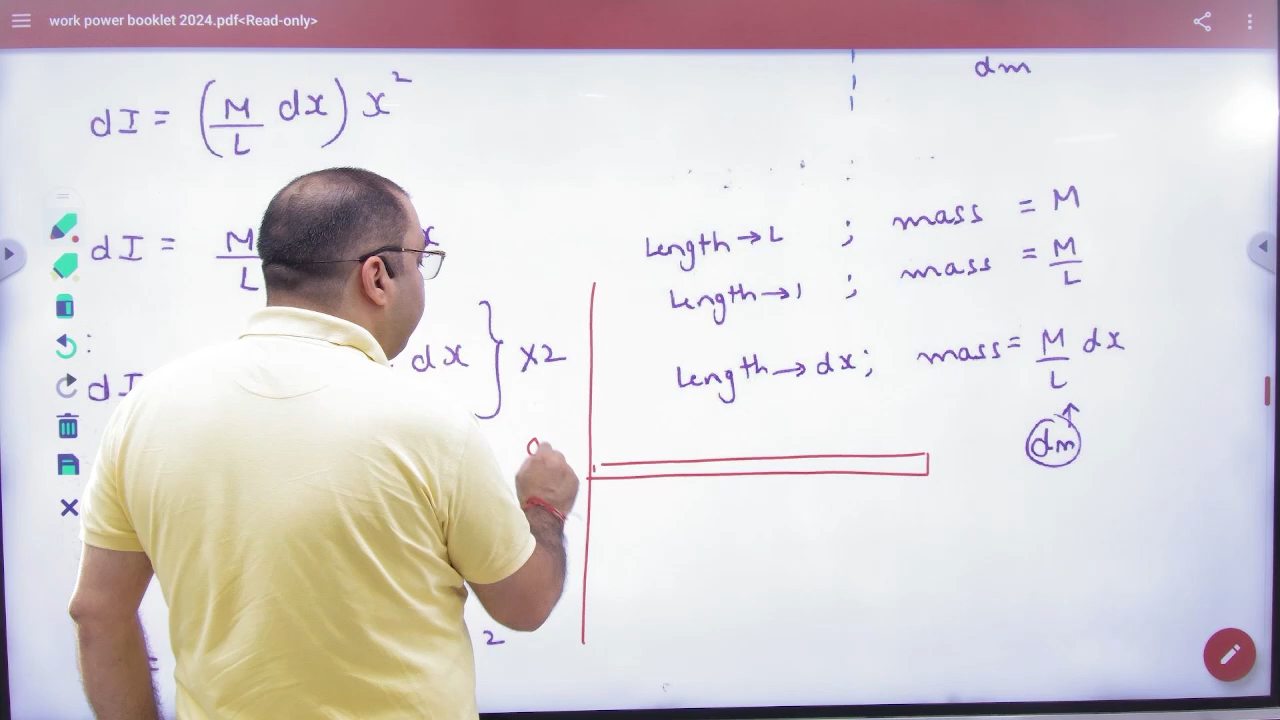 work power booklet 2024.pdf<Read-only>
dm
dI = (M/L dx) x²
dI = M/L x
dI dx } x2
2
=
Length → L ; mass = M
Length → 1 ; mass = M/L
Length → dx ; mass = M/L dx
dm